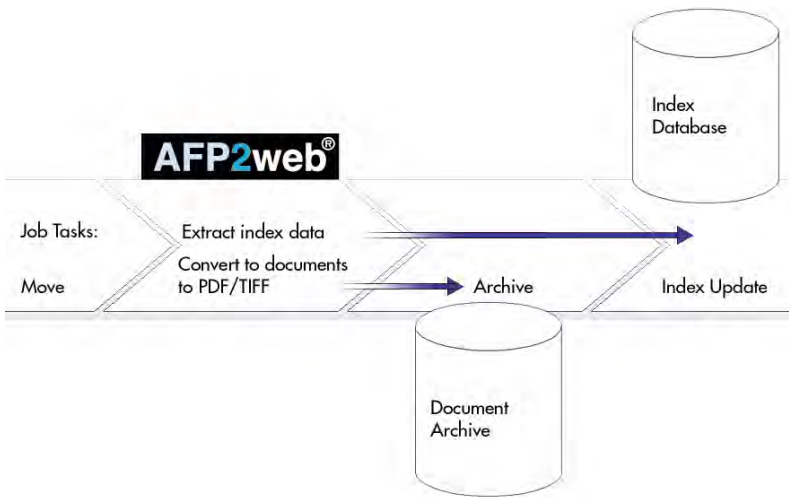 Index
Database
AFP2web®
Job Tasks:
Extract index data
Move
Convert to documents
to PDF/TIFF
Archive
Index Update
Document
Archive